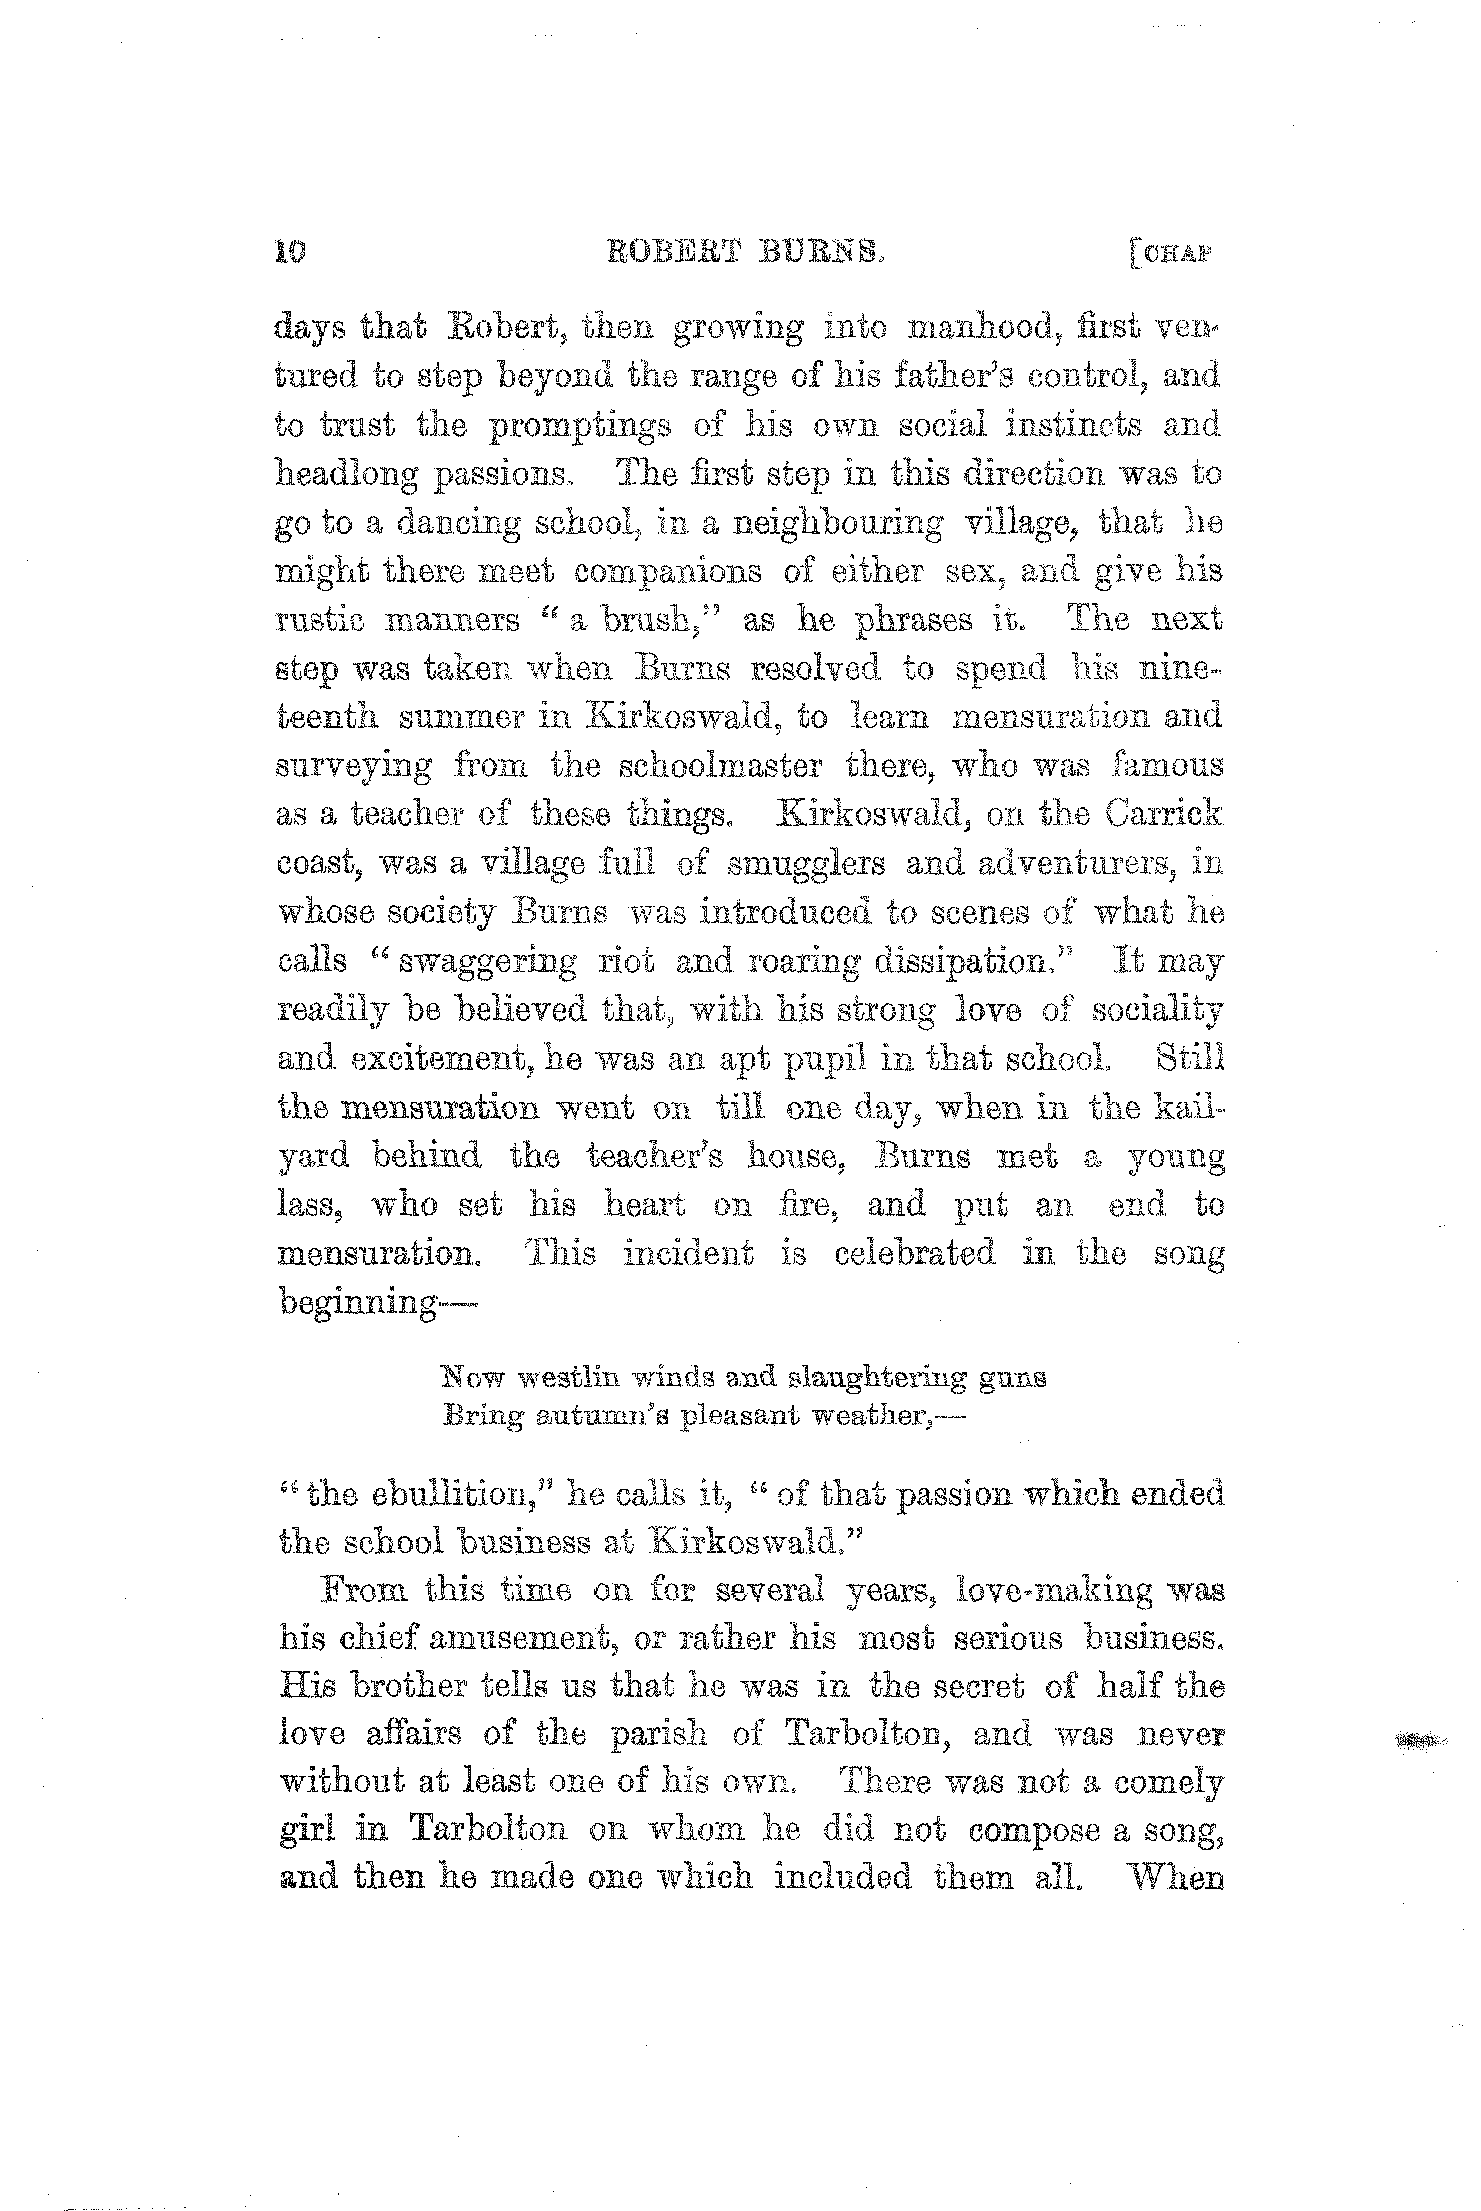 10 ROBERT BURNS. [CHAP
days that Robert, then growing into manhood, first ven-
tured to step beyond the range of his father's control, and
to trust the promptings of his own social instincts and
headlong passions. The first step in this direction was to
go to a dancing school, in a neighbouring village, that he
might there meet companions of either sex, and give his
rustic manners "a brush," as he phrases it. The next
step was taken when Burns resolved to spend his nine-
teenth summer in Kirkoswald, to learn mensuration and
surveying from the schoolmaster there, who was famous
as a teacher of these things. Kirkoswald, on the Carrick
coast, was a village full of smugglers and adventurers, in
whose society Burns was introduced to scenes of what he
calls "swaggering riot and roaring dissipation." It may
readily be believed that, with his strong love of sociality
and excitement, he was an apt pupil in that school. Still
the mensuration went on till one day, when in the kail-
yard behind the teacher's house, Burns met a young
lass, who set his heart on fire, and put an end to
mensuration. This incident is celebrated in the song
beginning—
Now westlin winds and slaughtering guns
Bring autumn's pleasant weather,—
"the ebullition," he calls it, "of that passion which ended
the school business at Kirkoswald."
From this time on for several years, love-making was
his chief amusement, or rather his most serious business.
His brother tells us that he was in the secret of half the
love affairs of the parish of Tarbolton, and was never
without at least one of his own. There was not a comely
girl in Tarbolton on whom he did not compose a song,
and then he made one which included them all. When